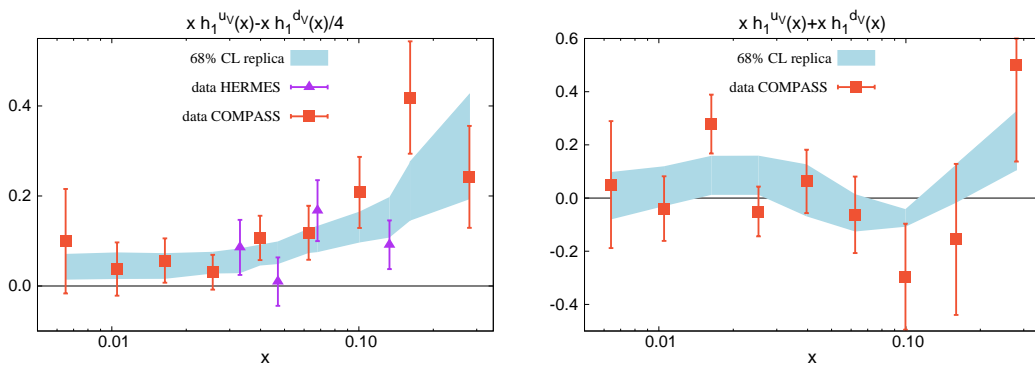 x h₁ᵘⱽ(x)-x h₁ᵈⱽ(x)/4
68% CL replica
data HERMES
data COMPASS
0.4
0.2
0.0
0.01
0.10
x
x h₁ᵘⱽ(x)+x h₁ᵈⱽ(x)
0.6
68% CL replica
data COMPASS
0.4
0.2
0.0
-0.2
-0.4
0.01
0.10
x